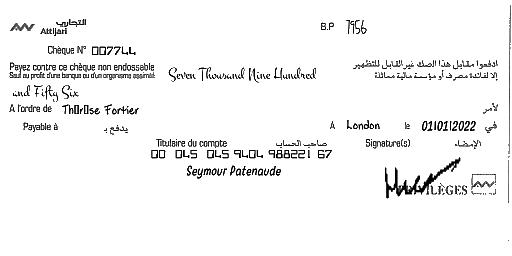 التجاري
Attijari
B.P 7956
Chèque N° 007744
Payez contre ce chèque non endossable
ادفعوا مقابل هذا الصك غير القابل للتظهير
Sauf au profit d'une banque ou d'un organisme assimilé
إلا لفائدة مصرف أو مؤسسة مالية مماثلة
Seven Thousand Nine Hundred
and Fifty Six
A l'ordre de Th0r0se Fortier
لأمر
Payable à
يدفع بـ
A London le 01/01/2022 في
Titulaire du compte صاحب الحساب
Signature(s) الإمضاء
00 045 045 9404 988221 67
Seymour Patenaude
PRIVILÈGES